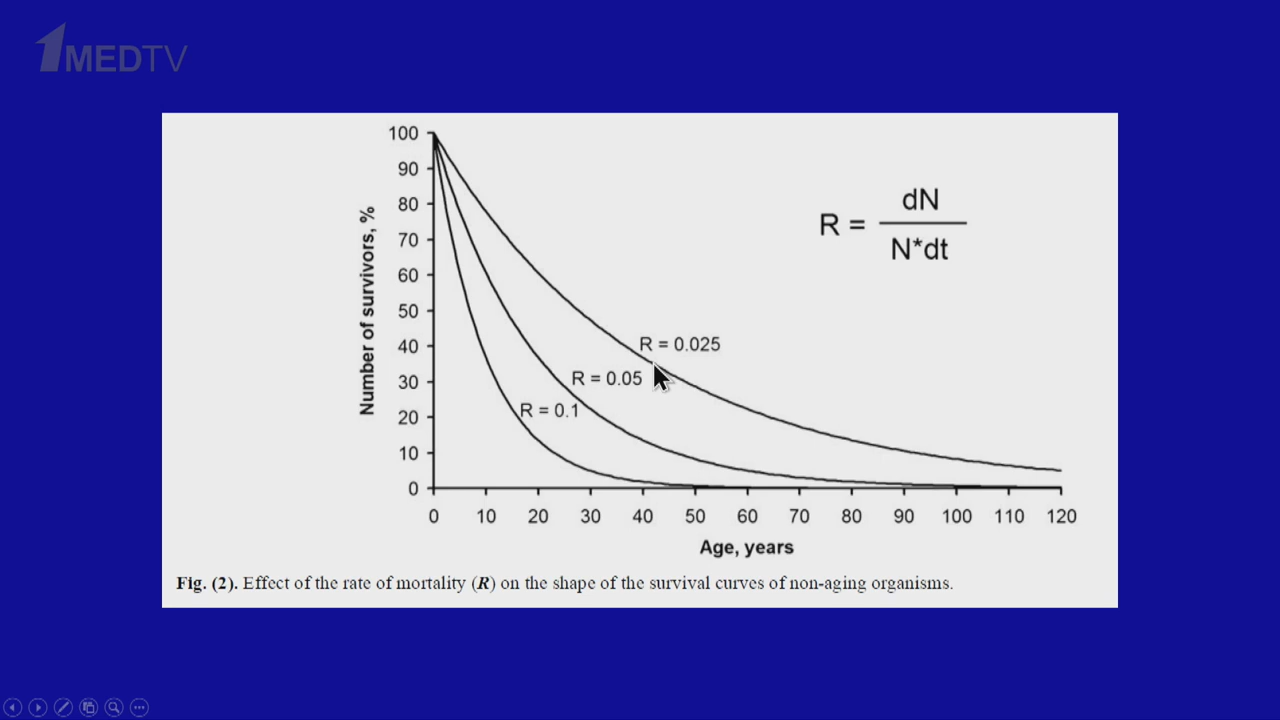 1MEDTV
100
90
80
70
60
50
40
30
20
10
0
Number of survivors, %
R = dN / N*dt
R = 0.025
R = 0.05
R = 0.1
0 10 20 30 40 50 60 70 80 90 100 110 120
Age, years
Fig. (2). Effect of the rate of mortality (R) on the shape of the survival curves of non-aging organisms.